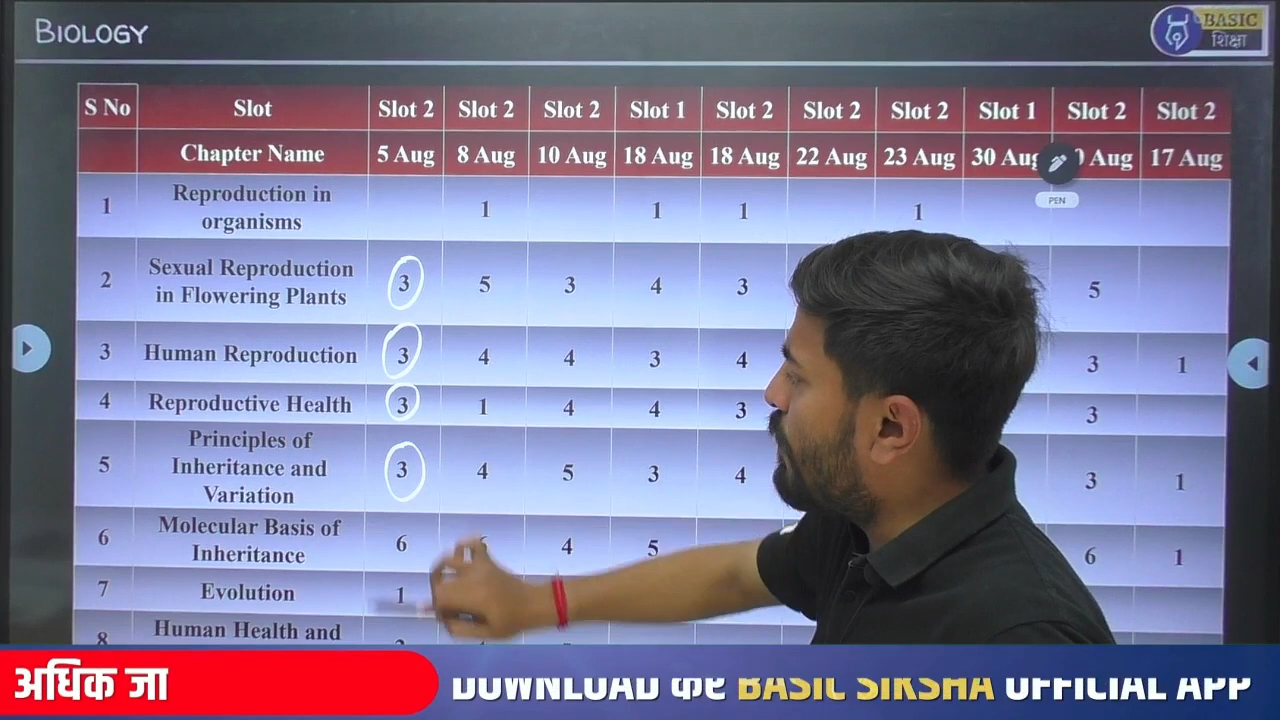 BIOLOGY
BASIC
शिक्षा
S No Slot Slot 2 Slot 2 Slot 2 Slot 1 Slot 2 Slot 2 Slot 2 Slot 1 Slot 2 Slot 2
Chapter Name 5 Aug 8 Aug 10 Aug 18 Aug 18 Aug 22 Aug 23 Aug 30 Aug Aug 17 Aug
PEN
1 Reproduction in organisms 1 1 1 1
2 Sexual Reproduction in Flowering Plants 3 5 3 4 3 5
3 Human Reproduction 3 4 4 3 4 3 1
4 Reproductive Health 3 1 4 4 3 3
5 Principles of Inheritance and Variation 3 4 5 3 4 3 1
6 Molecular Basis of Inheritance 6 4 5 6 1
7 Evolution 1
8 Human Health and
अधिक जा
DOWNLOAD करे BASIC SIKSHA OFFICIAL APP